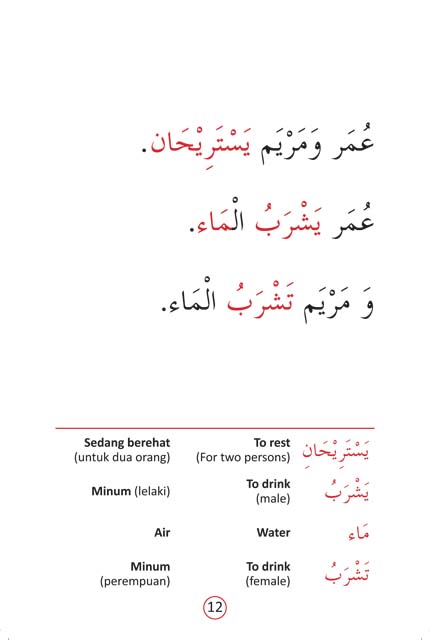 عُمَر وَمَرْيَم يَسْتَرِيْحَان.
عُمَر يَشْرَبُ الْمَاء.
وَ مَرْيَم تَشْرَبُ الْمَاء.
Sedang berehat To rest يَسْتَرِيْحَانِ
(untuk dua orang) (For two persons)
Minum (lelaki) To drink يَشْرَبُ
(male)
Air Water مَاء
Minum To drink تَشْرَبُ
(perempuan) (female)
12